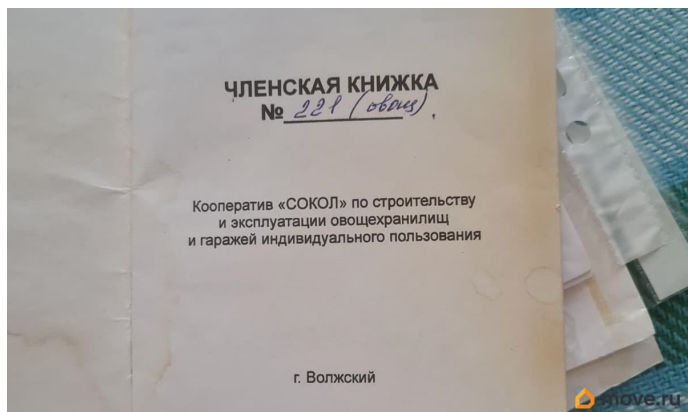 ЧЛЕНСКАЯ КНИЖКА
№ 221 (овощ)
Кооператив «СОКОЛ» по строительству
и эксплуатации овощехранилищ
и гаражей индивидуального пользования
г. Волжский
move.ru